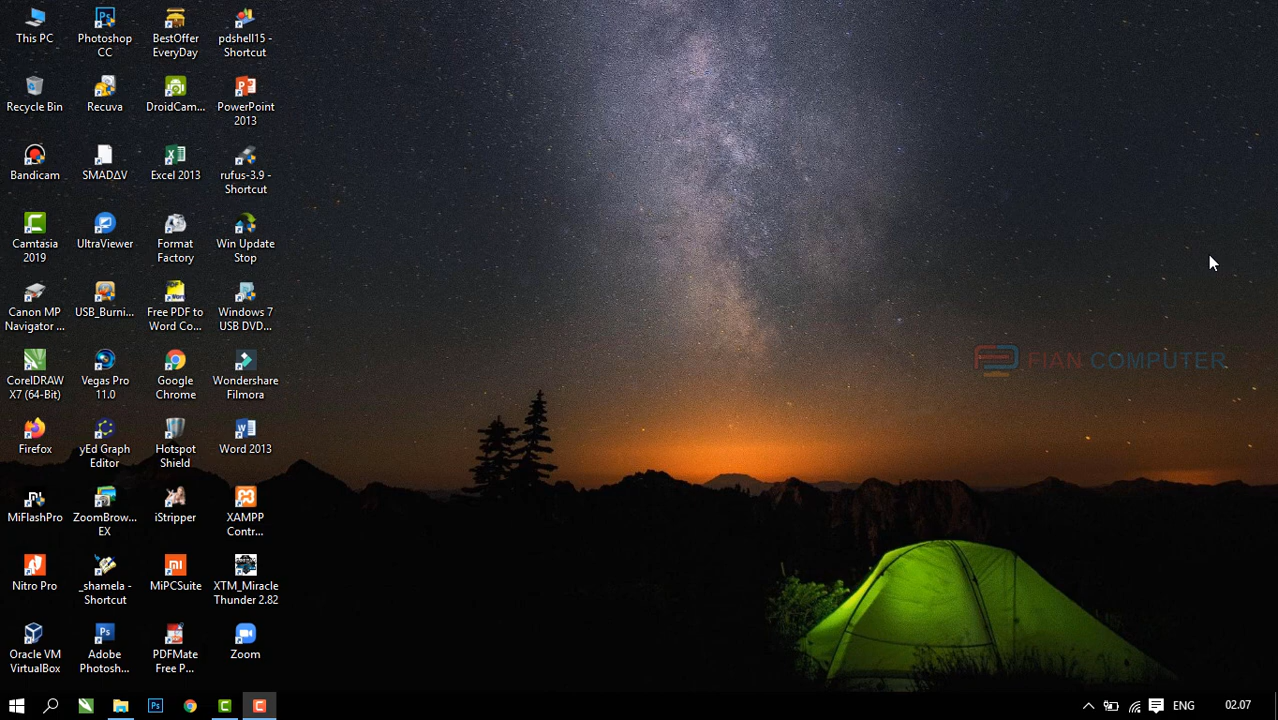 This PC
Photoshop
CC
BestOffer
EveryDay
pdshell15 -
Shortcut
Recycle Bin
Recuva
DroidCam...
PowerPoint
2013
Bandicam
SMADΔV
Excel 2013
rufus-3.9 -
Shortcut
Camtasia
2019
UltraViewer
Format
Factory
Win Update
Stop
Canon MP
Navigator ...
USB_Burni...
Free PDF to
Word Co...
Windows 7
USB DVD...
CorelDRAW
X7 (64-Bit)
Vegas Pro
11.0
Google
Chrome
Wondershare
Filmora
FIAN COMPUTER
Firefox
yEd Graph
Editor
Hotspot
Shield
Word 2013
MiFlashPro
ZoomBrow...
EX
iStripper
XAMPP
Contr...
Nitro Pro
_shamela -
Shortcut
MiPCSuite
XTM_Miracle
Thunder 2.82
Oracle VM
VirtualBox
Adobe
Photosh...
PDFMate
Free P...
Zoom
ENG
02.07